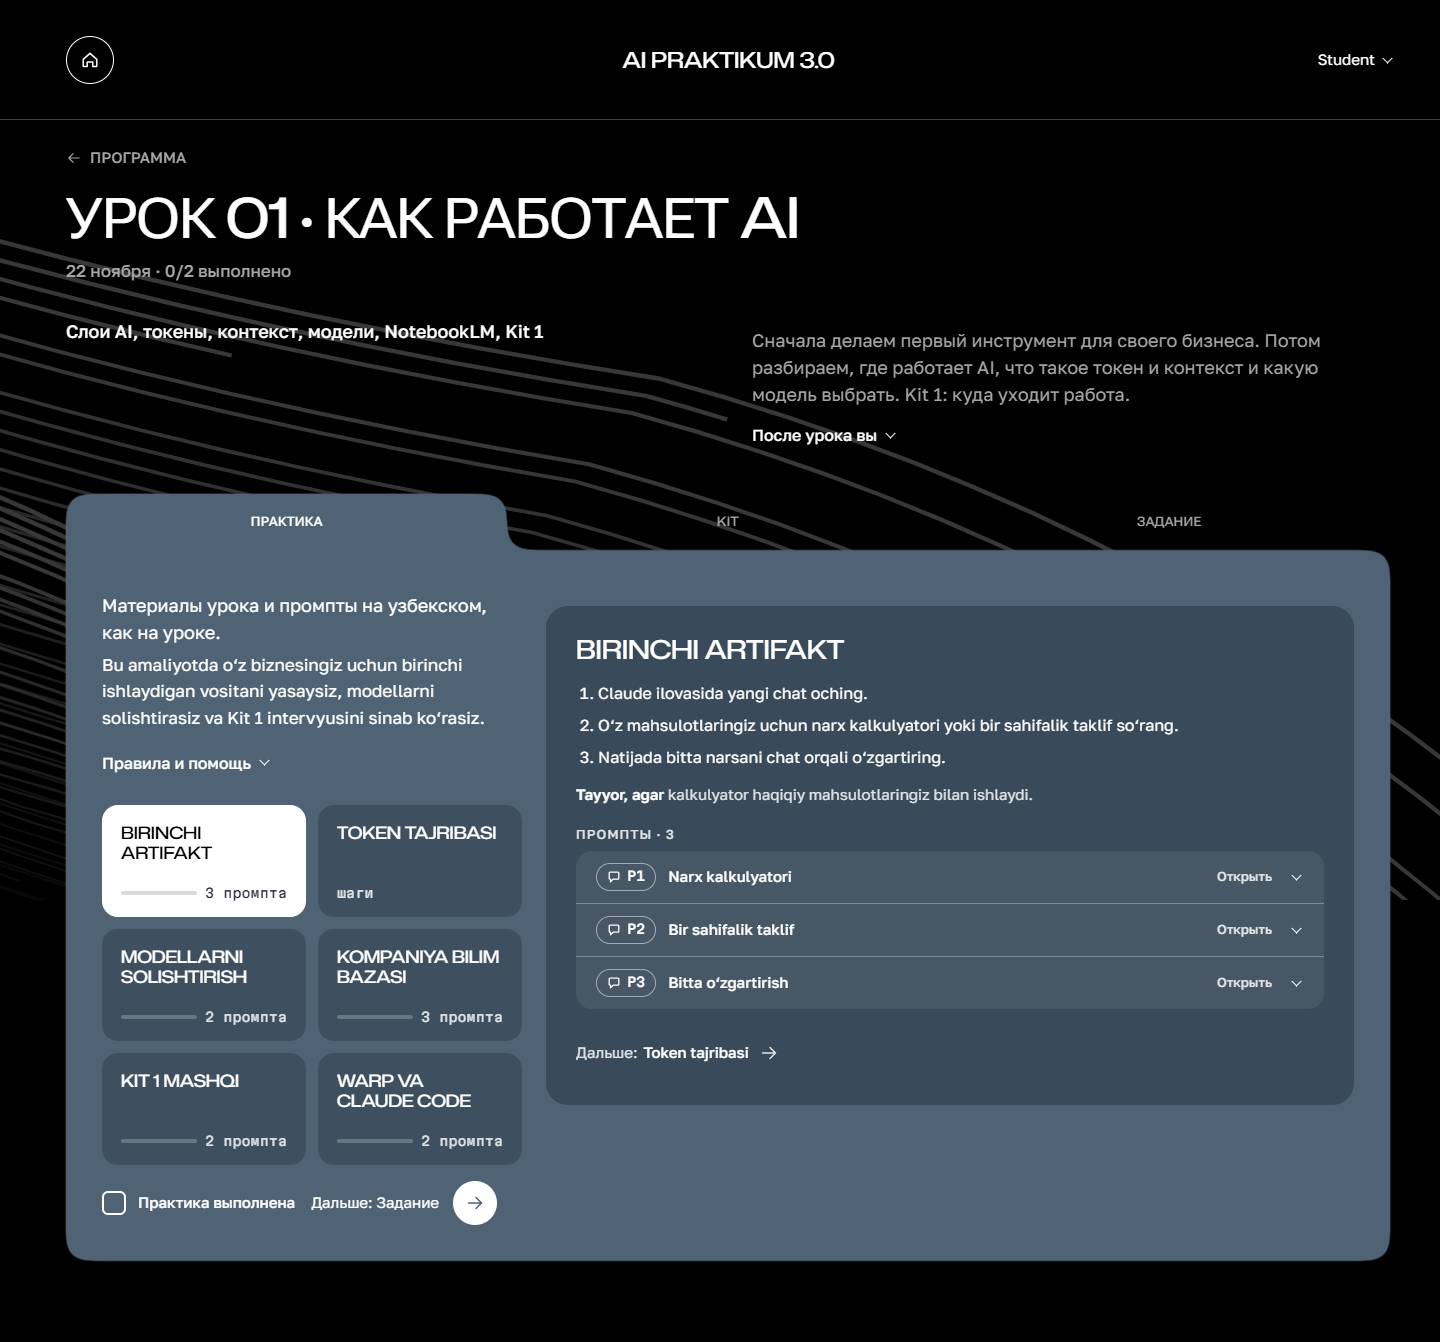 AI PRAKTIKUM 3.0
Student
ПРОГРАММА
УРОК 01 · КАК РАБОТАЕТ AI
22 ноября · 0/2 выполнено
Слои AI, токены, контекст, модели, NotebookLM, Kit 1
Сначала делаем первый инструмент для своего бизнеса. Потом
разбираем, где работает AI, что такое токен и контекст и какую
модель выбрать. Kit 1: куда уходит работа.
После урока вы
ПРАКТИКА
KIT
ЗАДАНИЕ
Материалы урока и промпты на узбекском,
как на уроке.
Bu amaliyotda o‘z biznesingiz uchun birinchi
ishlaydigan vositani yasaysiz, modellarni
solishtirasiz va Kit 1 intervyusini sinab ko‘rasiz.
Правила и помощь
BIRINCHI
ARTIFAKT
3 промпта
TOKEN TAJRIBASI
шаги
MODELLARNI
SOLISHTIRISH
2 промпта
KOMPANIYA BILIM
BAZASI
3 промпта
KIT 1 MASHQI
2 промпта
WARP VA
CLAUDE CODE
2 промпта
Практика выполнена
Дальше: Задание
BIRINCHI ARTIFAKT
1. Claude ilovasida yangi chat oching.
2. O‘z mahsulotlaringiz uchun narx kalkulyatori yoki bir sahifalik taklif so‘rang.
3. Natijada bitta narsani chat orqali o‘zgartiring.
Tayyor, agar kalkulyator haqiqiy mahsulotlaringiz bilan ishlaydi.
ПРОМПТЫ · 3
P1 Narx kalkulyatori Открыть
P2 Bir sahifalik taklif Открыть
P3 Bitta o‘zgartirish Открыть
Дальше: Token tajribasi